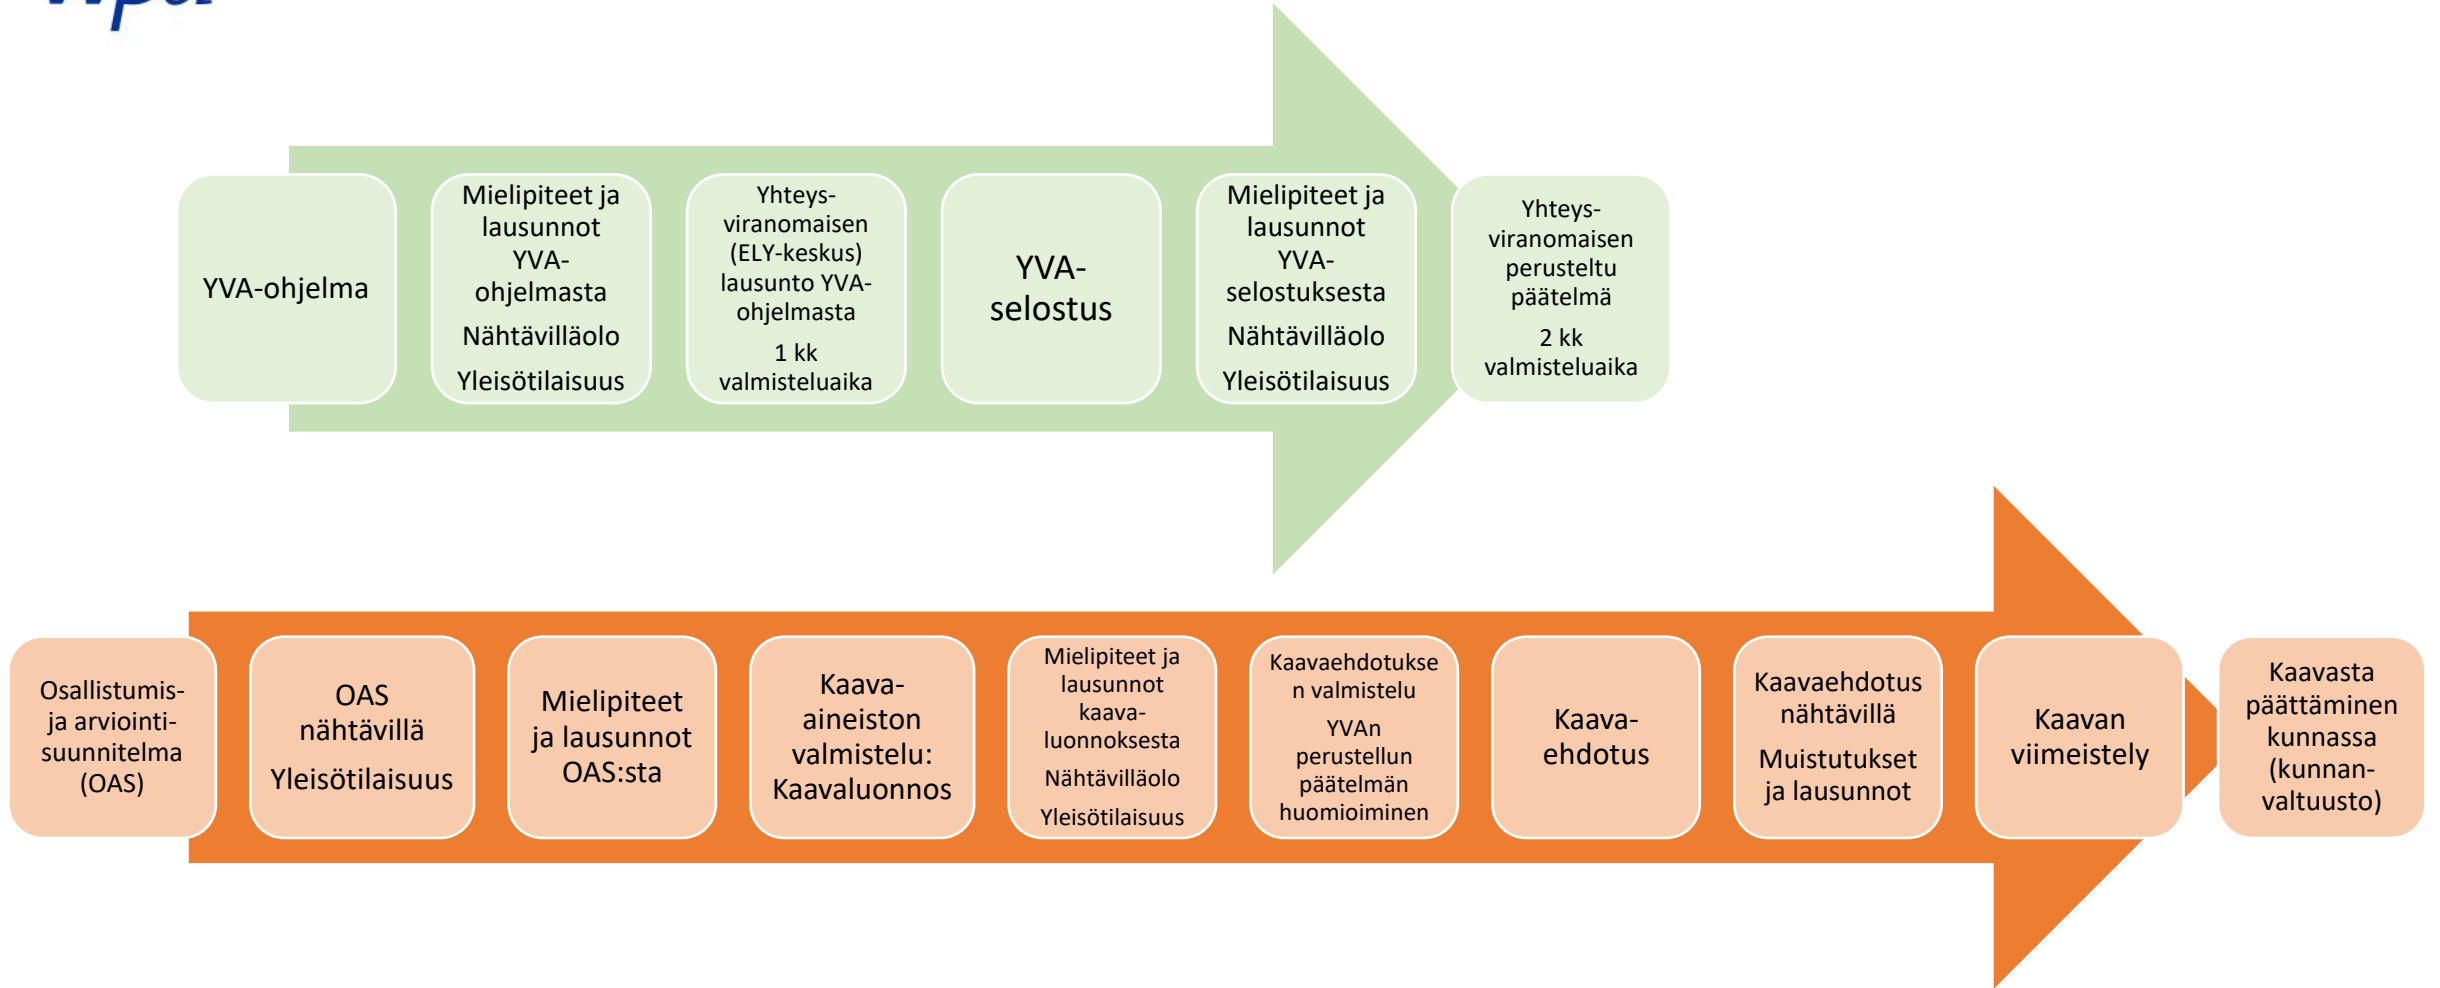 YVA-ohjelma
Mielipiteet ja
lausunnot
YVA-
ohjelmasta
Nähtävilläolo
Yleisötilaisuus
Yhteys-
viranomaisen
(ELY-keskus)
lausunto YVA-
ohjelmasta
1 kk
valmisteluaika
YVA-
selostus
Mielipiteet ja
lausunnot
YVA-
selostuksesta
Nähtävilläolo
Yleisötilaisuus
Yhteys-
viranomaisen
perusteltu
päätelmä
2 kk
valmisteluaika
Osallistumis-
ja arviointi-
suunnitelma
(OAS)
OAS
nähtävillä
Yleisötilaisuus
Mielipiteet
ja lausunnot
OAS:sta
Kaava-
aineiston
valmistelu:
Kaavaluonnos
Mielipiteet ja
lausunnot
kaava-
luonnoksesta
Nähtävilläolo
Yleisötilaisuus
Kaavaehdotukse
n valmistelu
YVAn
perustellun
päätelmän
huomioiminen
Kaava-
ehdotus
Kaavaehdotus
nähtävillä
Muistutukset
ja lausunnot
Kaavan
viimeistely
Kaavasta
päättäminen
kunnassa
(kunnan-
valtuusto)